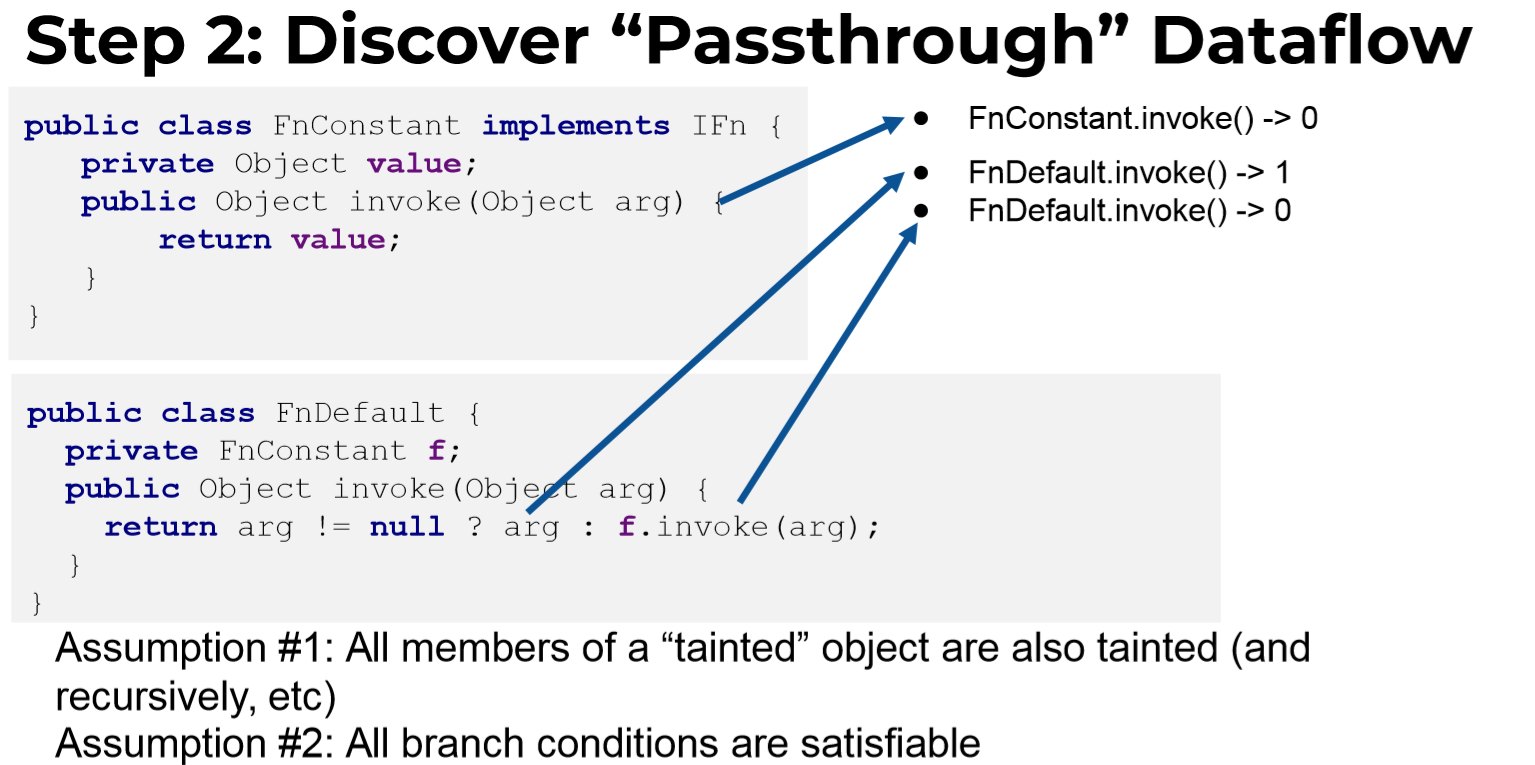 Step 2: Discover “Passthrough” Dataflow
public class FnConstant implements IFn {
private Object value;
public Object invoke(Object arg) {
return value;
}
}
FnConstant.invoke() -> 0
FnDefault.invoke() -> 1
FnDefault.invoke() -> 0
public class FnDefault {
private FnConstant f;
public Object invoke(Object arg) {
return arg != null ? arg : f.invoke(arg);
}
}
Assumption #1: All members of a “tainted” object are also tainted (and
recursively, etc)
Assumption #2: All branch conditions are satisfiable